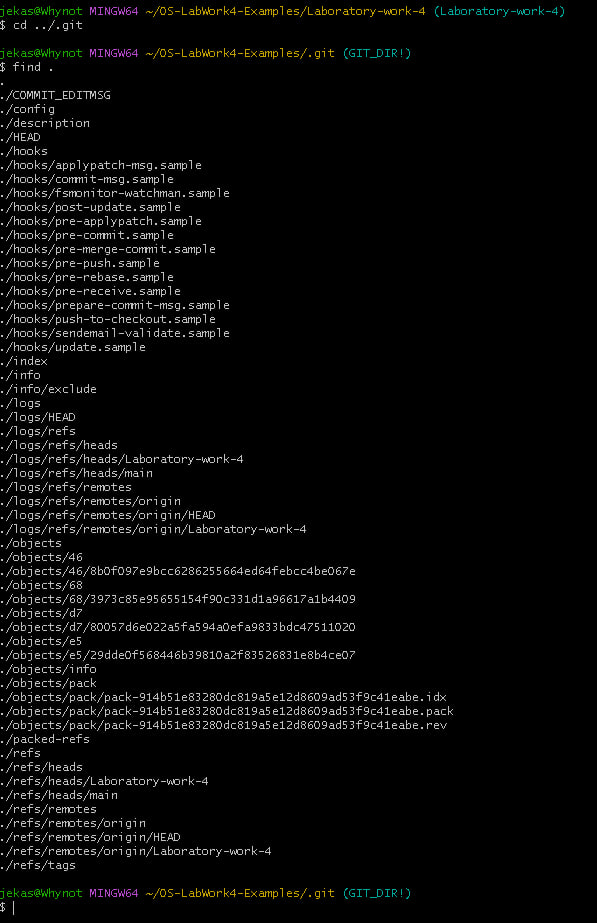 jekas@Whynot MINGW64 ~/OS-LabWork4-Examples/Laboratory-work-4 (Laboratory-work-4)
$ cd ../.git
jekas@Whynot MINGW64 ~/OS-LabWork4-Examples/.git (GIT_DIR!)
$ find .
.
./COMMIT_EDITMSG
./config
./description
./HEAD
./hooks
./hooks/applypatch-msg.sample
./hooks/commit-msg.sample
./hooks/fsmonitor-watchman.sample
./hooks/post-update.sample
./hooks/pre-applypatch.sample
./hooks/pre-commit.sample
./hooks/pre-merge-commit.sample
./hooks/pre-push.sample
./hooks/pre-rebase.sample
./hooks/pre-receive.sample
./hooks/prepare-commit-msg.sample
./hooks/push-to-checkout.sample
./hooks/sendemail-validate.sample
./hooks/update.sample
./index
./info
./info/exclude
./logs
./logs/HEAD
./logs/refs
./logs/refs/heads
./logs/refs/heads/Laboratory-work-4
./logs/refs/heads/main
./logs/refs/remotes
./logs/refs/remotes/origin
./logs/refs/remotes/origin/HEAD
./logs/refs/remotes/origin/Laboratory-work-4
./objects
./objects/46
./objects/46/8b0f097e9bcc6286255664ed64febcc4be067e
./objects/68
./objects/68/3973c85e95655154f90c331d1a96617a1b4409
./objects/d7
./objects/d7/80057d6e022a5fa594a0efa9833bdc47511020
./objects/e5
./objects/e5/29dde0f568446b39810a2f83526831e8b4ce07
./objects/info
./objects/pack
./objects/pack/pack-914b51e83280dc819a5e12d8609ad53f9c41eabe.idx
./objects/pack/pack-914b51e83280dc819a5e12d8609ad53f9c41eabe.pack
./objects/pack/pack-914b51e83280dc819a5e12d8609ad53f9c41eabe.rev
./packed-refs
./refs
./refs/heads
./refs/heads/Laboratory-work-4
./refs/heads/main
./refs/remotes
./refs/remotes/origin
./refs/remotes/origin/HEAD
./refs/remotes/origin/Laboratory-work-4
./refs/tags
jekas@Whynot MINGW64 ~/OS-LabWork4-Examples/.git (GIT_DIR!)
$